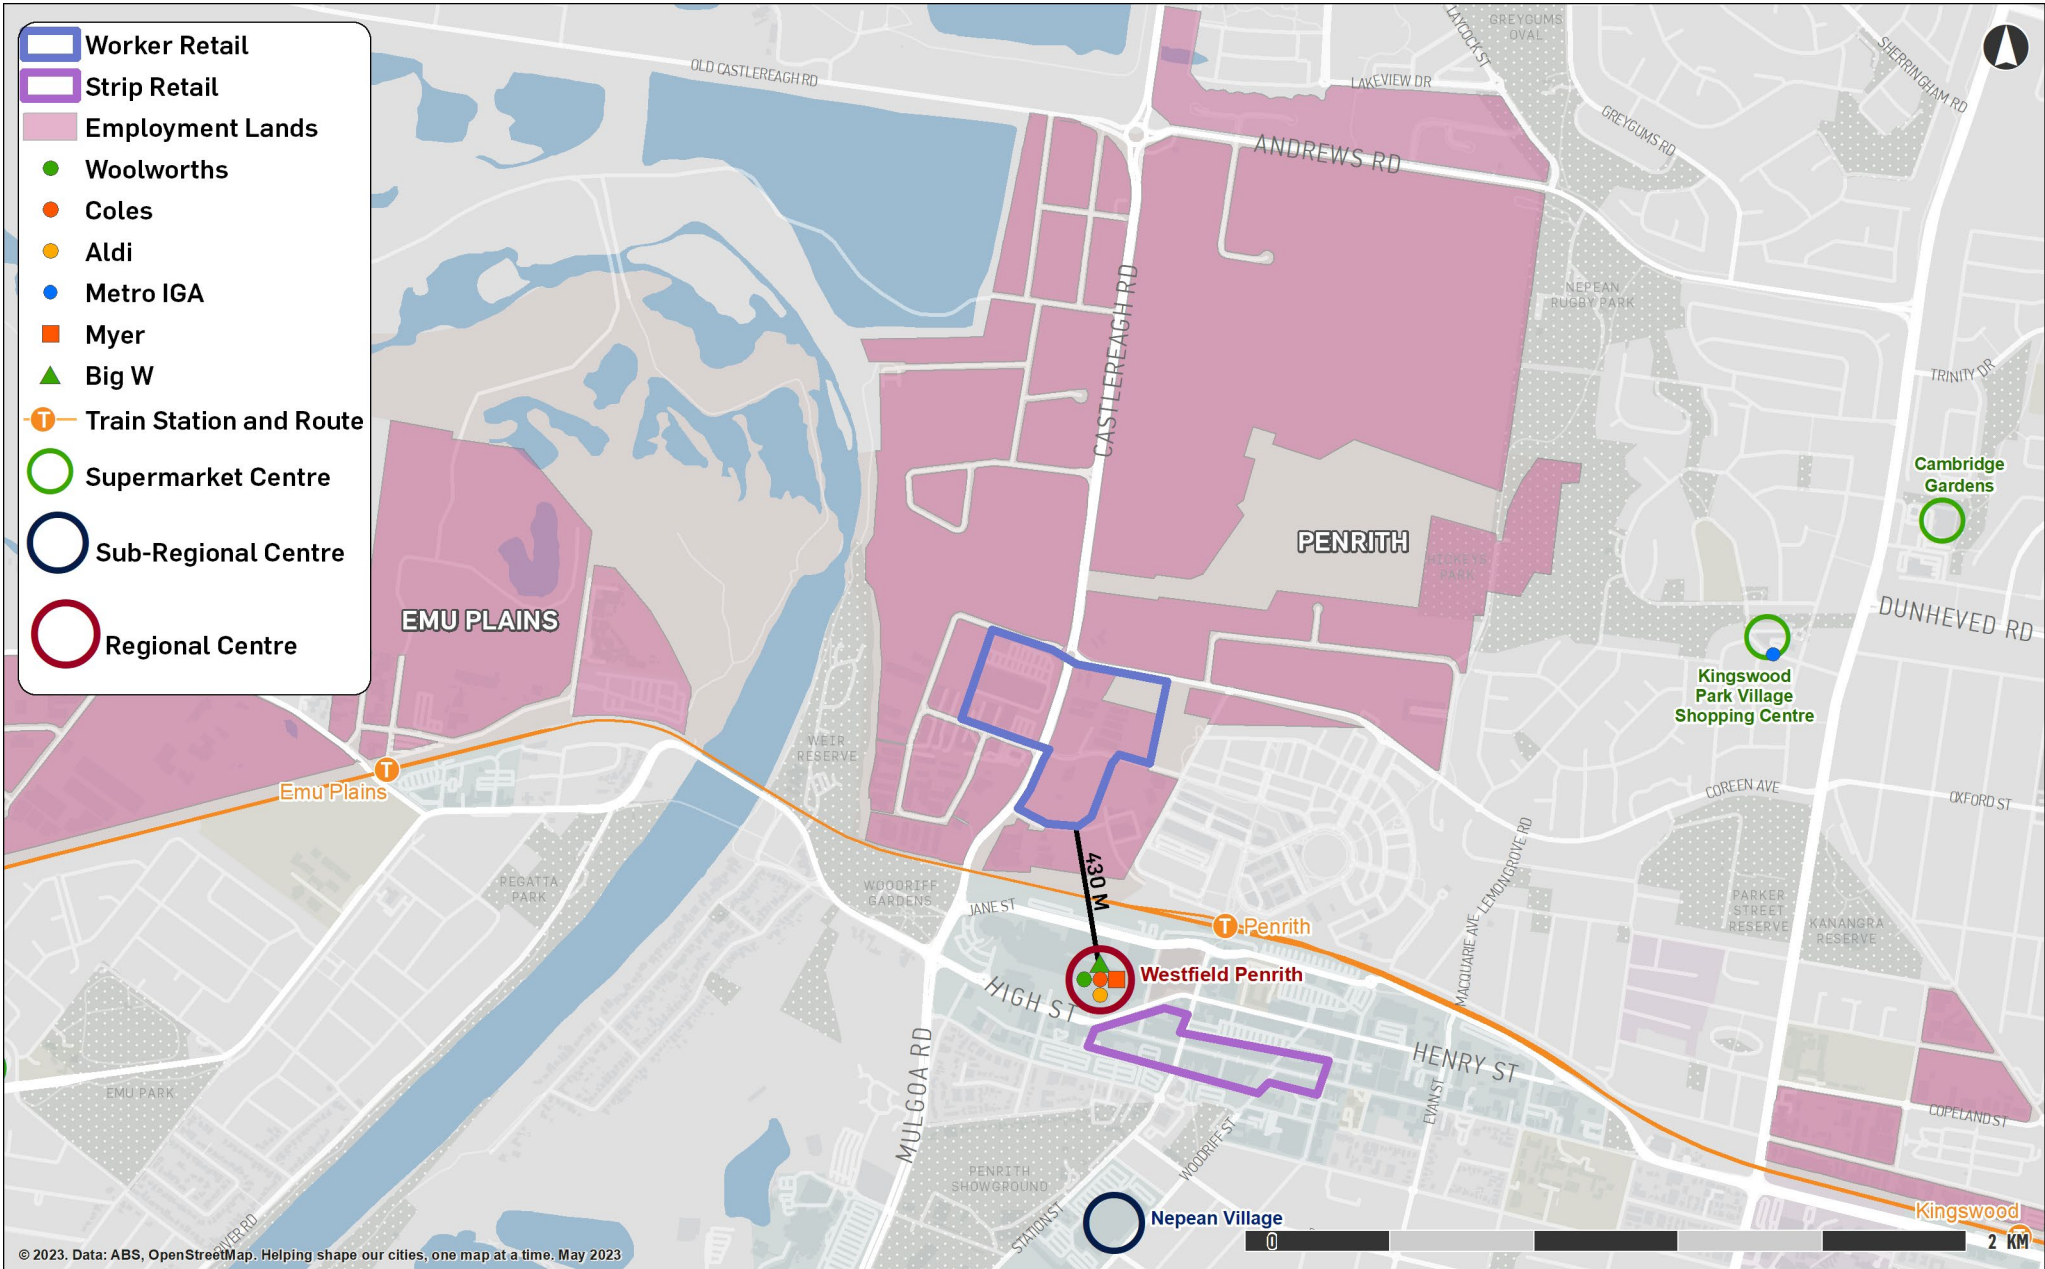 Worker Retail
Strip Retail
Employment Lands
Woolworths
Coles
Aldi
Metro IGA
Myer
Big W
T
Train Station and Route
Supermarket Centre
Sub-Regional Centre
Regional Centre
OLD CASTLEREAGH RD
LAYCOCK ST
GREYGUMS
OVAL
SHERRINGHAM RD
LAKEVIEW DR
GREYGUMS RD
ANDREWS RD
CASTLEREAGH RD
NEPEAN
RUGBY PARK
TRINITY DR
Cambridge
Gardens
PENRITH
HICKEYS
PARK
DUNHEVED RD
EMU PLAINS
Kingswood
Park Village
Shopping Centre
WEIR
RESERVE
T
Emu Plains
COREEN AVE
OXFORD ST
REGATTA
PARK
WOODRIFF
GARDENS
430 M
JANE ST
LEMONGROVE RD
MACQUARIE AVE
PARKER
STREET
RESERVE
KANANGRA
RESERVE
T
Penrith
Westfield Penrith
HIGH ST
HENRY ST
MULGOA RD
EMU PARK
EVAN ST
COPELAND ST
WOODRIFF ST
PENRITH
SHOWGROUND
STATION ST
Nepean Village
Kingswood
T
RIVER RD
0
2 KM
© 2023. Data: ABS, OpenStreetMap. Helping shape our cities, one map at a time. May 2023